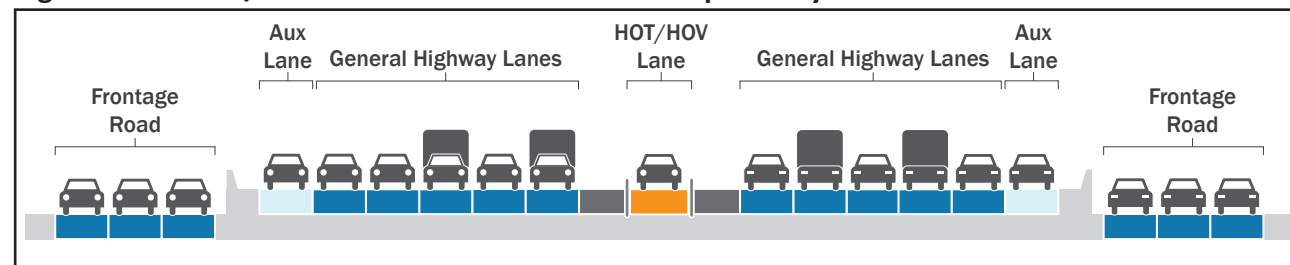 Aux
Lane
General Highway Lanes
HOT/HOV
Lane
General Highway Lanes
Aux
Lane
Frontage
Road
Frontage
Road